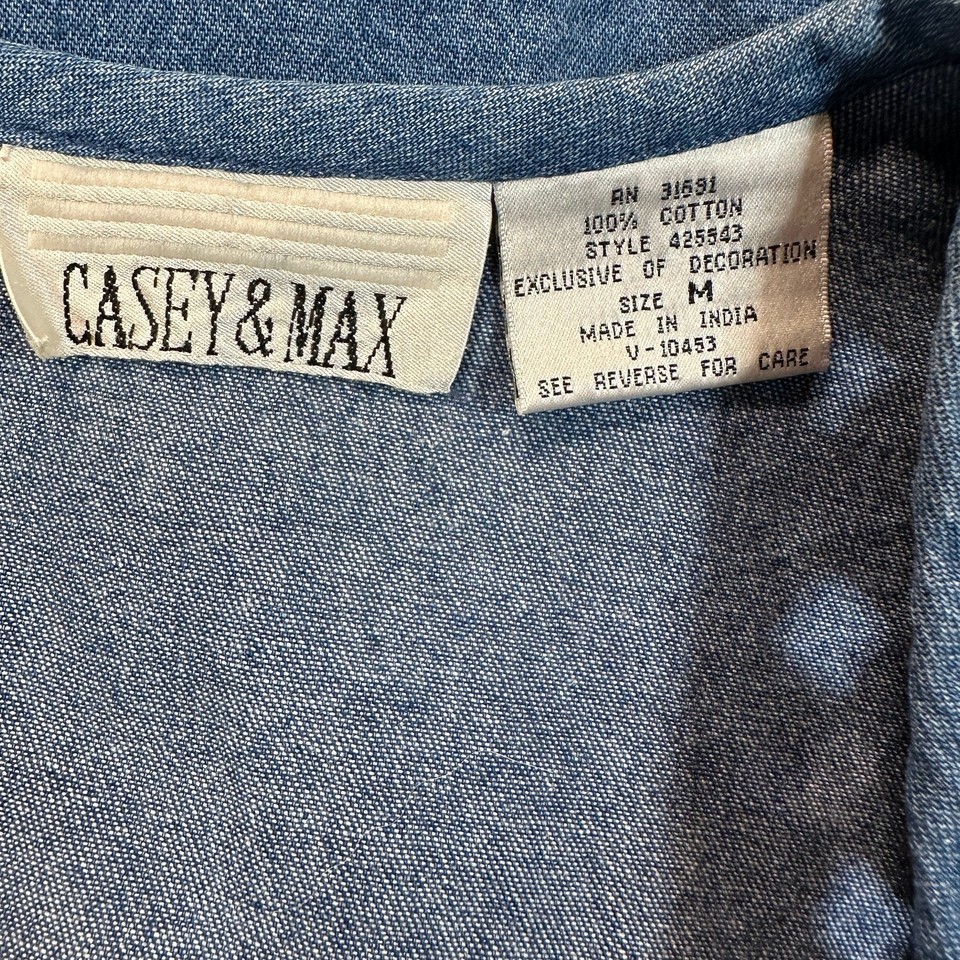 CASEY & MAX
RN 31691
100% COTTON
STYLE 425543
EXCLUSIVE OF DECORATION
SIZE M
MADE IN INDIA
V-10453
SEE REVERSE FOR CARE